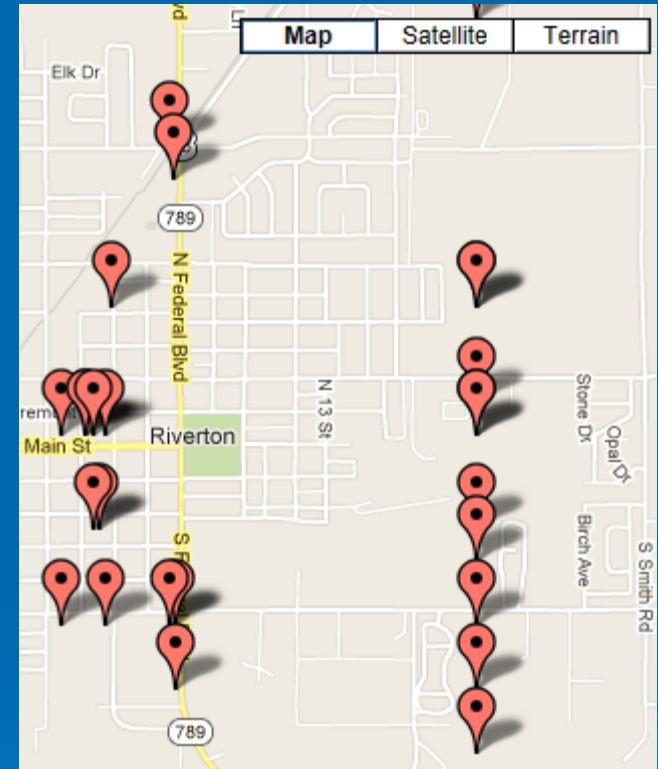 Map Satellite Terrain
Elk Dr
789
N Federal Blvd
N 13 St
Stone Dr
Opal Dr
Main St
Riverton
Birch Ave
S Smith Rd
789